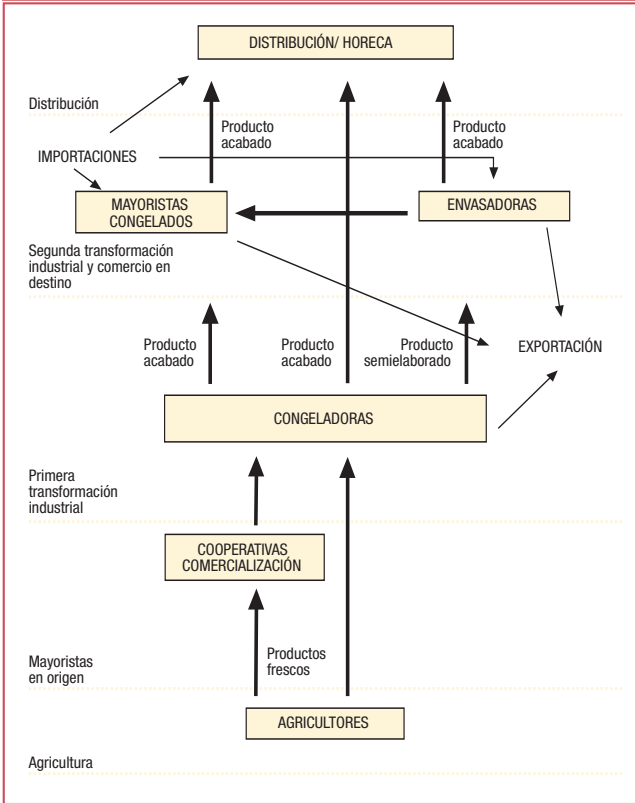 DISTRIBUCIÓN/ HORECA
Distribución
Producto
acabado
Producto
acabado
IMPORTACIONES
MAYORISTAS
CONGELADOS
ENVASADORAS
Segunda transformación
industrial y comercio en
destino
Producto
acabado
Producto
acabado
Producto
semielaborado
EXPORTACIÓN
CONGELADORAS
Primera
transformación
industrial
COOPERATIVAS
COMERCIALIZACIÓN
Productos
frescos
Mayoristas
en origen
AGRICULTORES
Agricultura